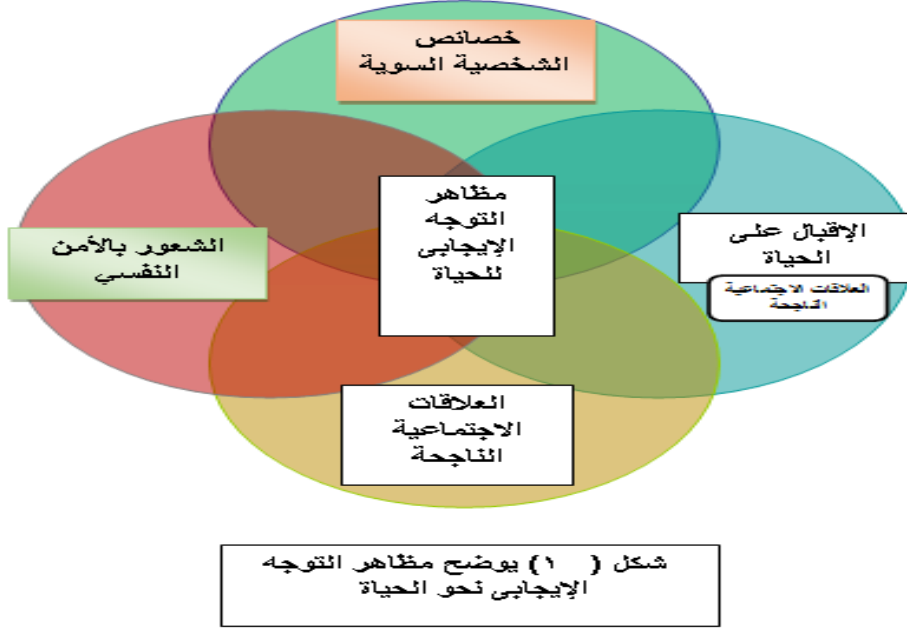 خصائص
الشخصية السوية
مظاهر
التوجه
الإيجابى
للحياة
الإقبال على
الحياة
العلاقات الاجتماعية
الناجحة
الشعور بالأمن
النفسي
العلاقات
الاجتماعية
الناجحة
شكل ( ١ ) يوضح مظاهر التوجه
الإيجابى نحو الحياة